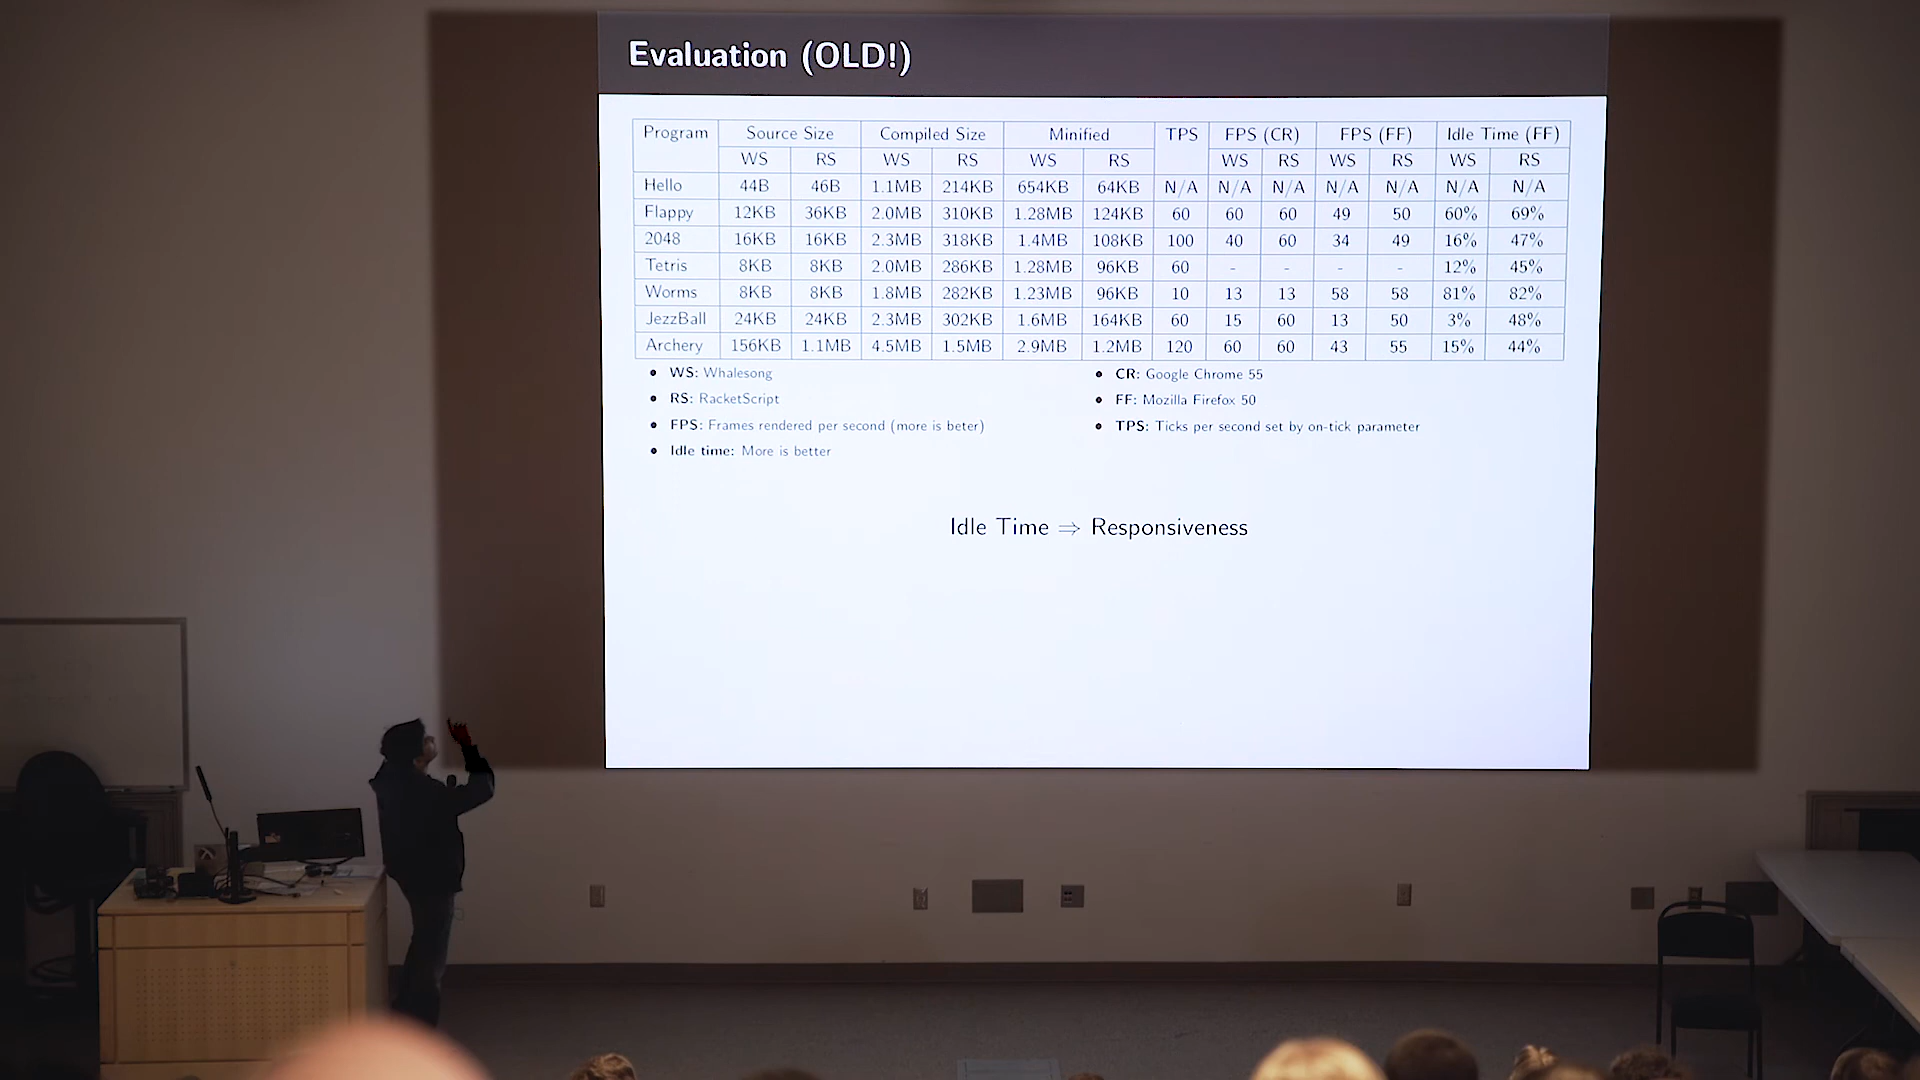 Evaluation (OLD!)
Program Source Size Compiled Size Minified TPS FPS (CR) FPS (FF) Idle Time (FF)
WS RS WS RS WS RS WS RS WS RS WS RS
Hello 44B 46B 1.1MB 214KB 654KB 64KB N/A N/A N/A N/A N/A N/A N/A
Flappy 12KB 36KB 2.0MB 310KB 1.28MB 124KB 60 60 60 49 50 60% 69%
2048 16KB 16KB 2.3MB 318KB 1.4MB 108KB 100 40 60 34 49 16% 47%
Tetris 8KB 8KB 2.0MB 286KB 1.28MB 96KB 60 - - - - 12% 45%
Worms 8KB 8KB 1.8MB 282KB 1.23MB 96KB 10 13 13 58 58 81% 82%
JezzBall 24KB 24KB 2.3MB 302KB 1.6MB 164KB 60 15 60 13 50 3% 48%
Archery 156KB 1.1MB 4.5MB 1.5MB 2.9MB 1.2MB 120 60 60 43 55 15% 44%
• WS: Whalesong
• RS: RacketScript
• FPS: Frames rendered per second (more is beter)
• Idle time: More is better
• CR: Google Chrome 55
• FF: Mozilla Firefox 50
• TPS: Ticks per second set by on-tick parameter
Idle Time ⇒ Responsiveness